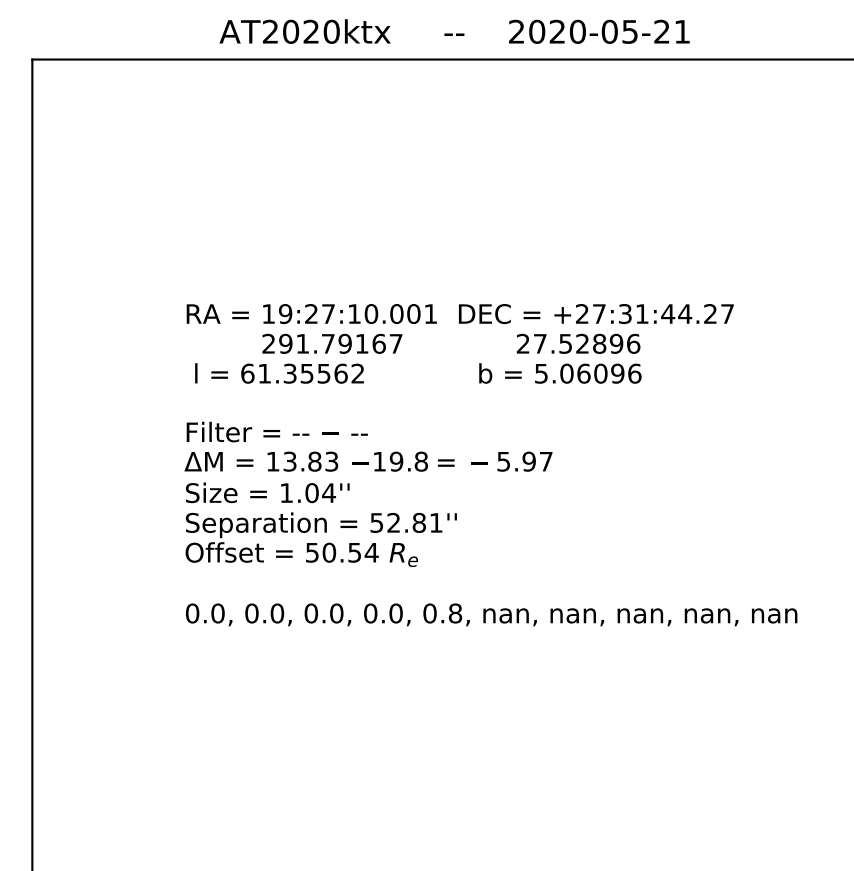 AT2020ktx -- 2020-05-21
RA = 19:27:10.001 DEC = +27:31:44.27
291.79167 27.52896
l = 61.35562 b = 5.06096
Filter = -- − --
ΔM = 13.83 −19.8 = −5.97
Size = 1.04''
Separation = 52.81''
Offset = 50.54 Rₑ
0.0, 0.0, 0.0, 0.0, 0.8, nan, nan, nan, nan, nan